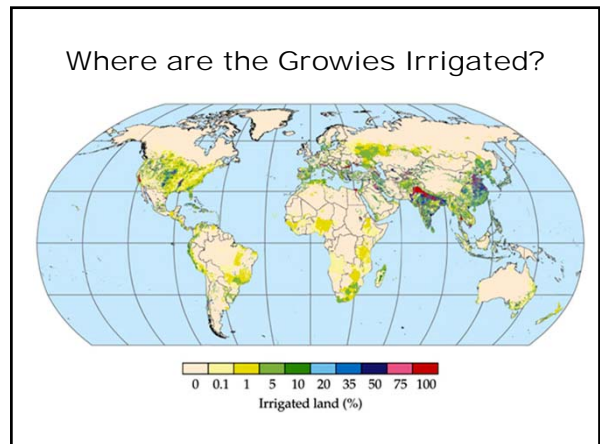 Where are the Growies Irrigated?
0 0.1 1 5 10 20 35 50 75 100
Irrigated land (%)